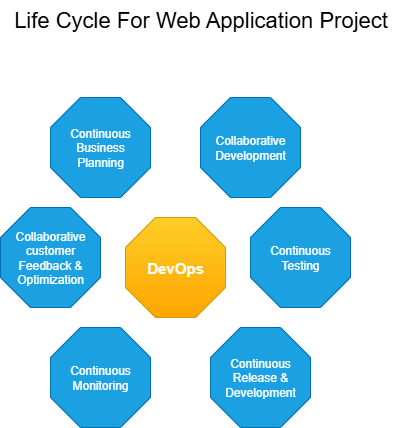 Life Cycle For Web Application Project
Continuous
Business
Planning
Collaborative
Development
Collaborative
customer
Feedback &
Optimization
DevOps
Continuous
Testing
Continuous
Monitoring
Continuous
Release &
Development